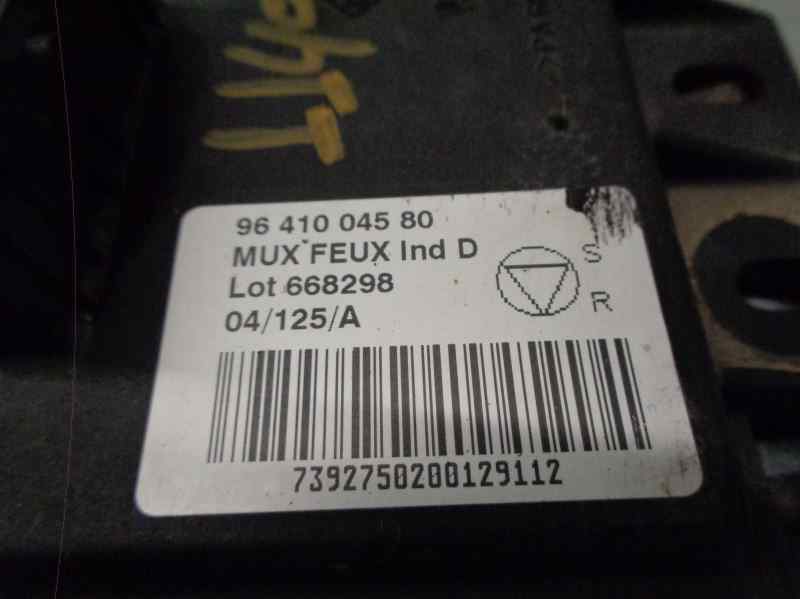 96 410 045 80
MUX FEUX Ind D
Lot 668298
04/125/A
S
R
7392750200129112